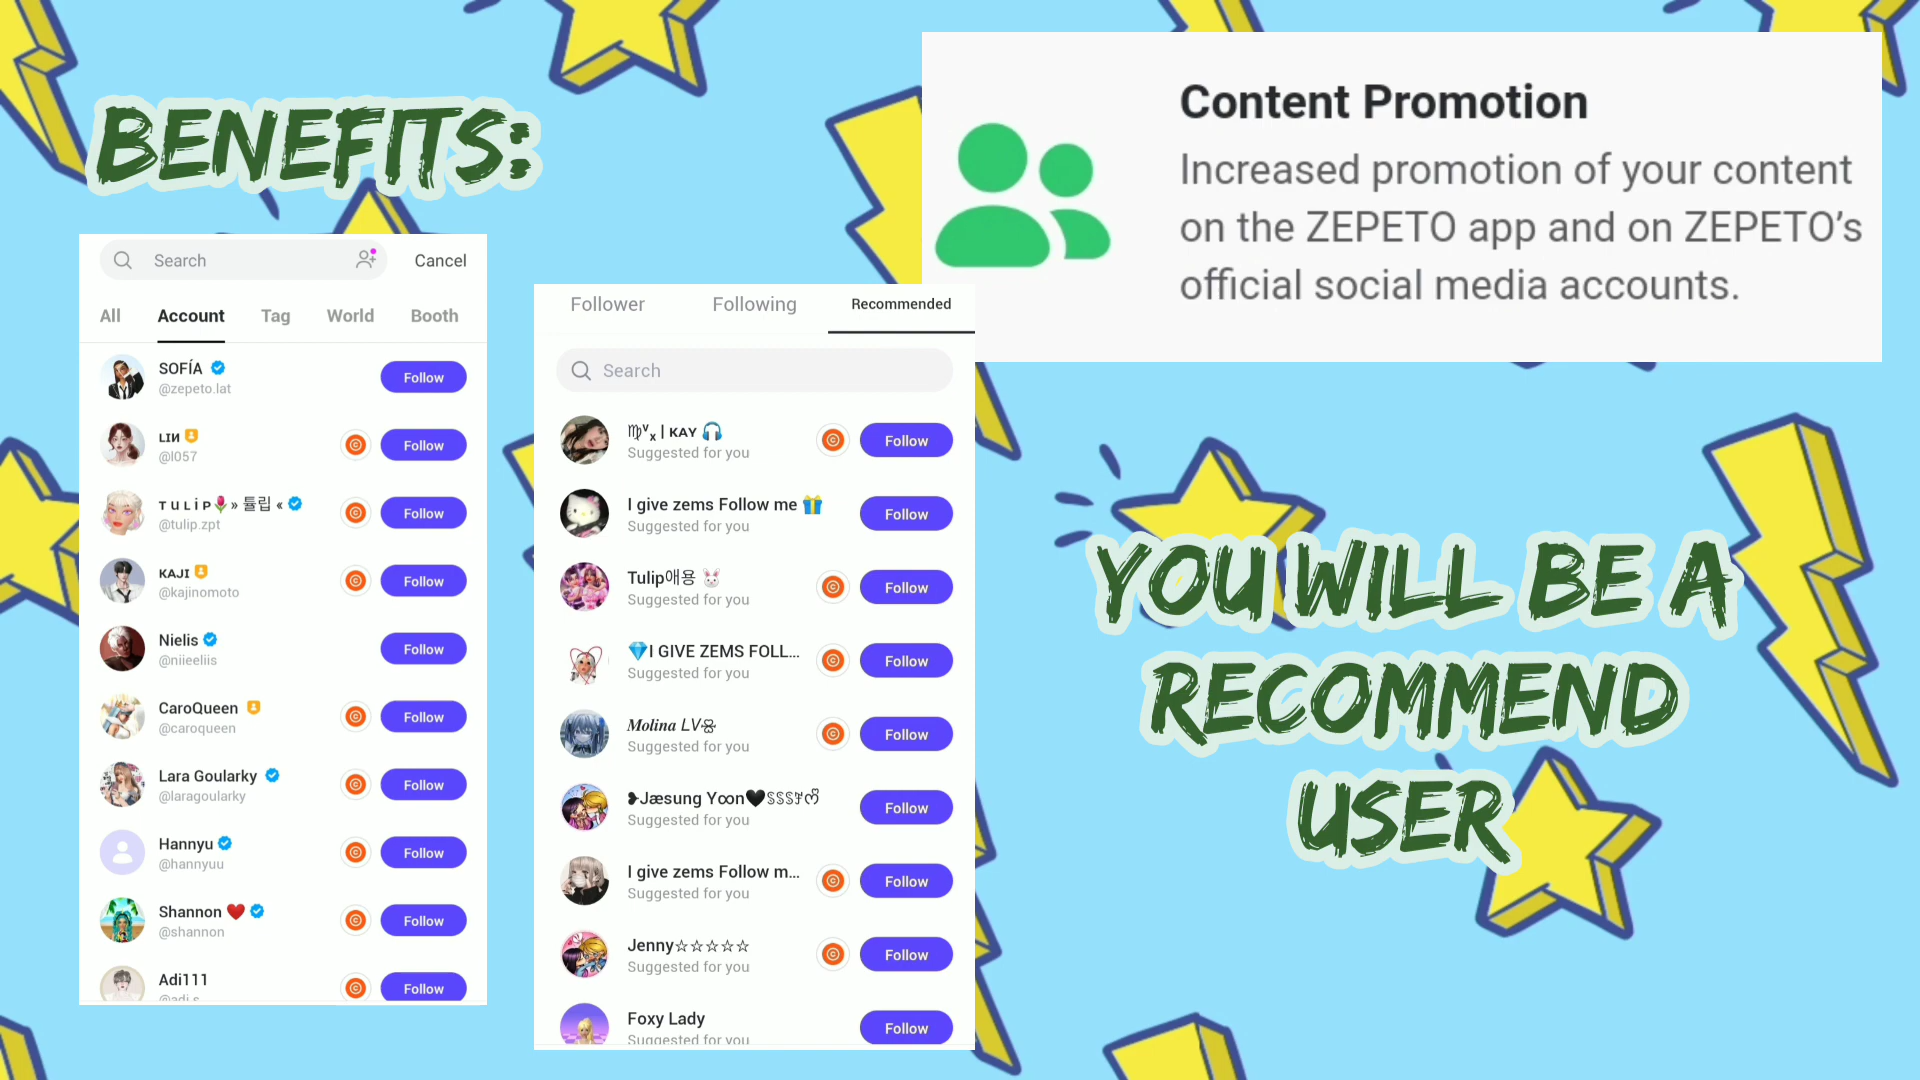 BENEFITS:
Search
Cancel
All Account Tag World Booth
SOFÍA
@zepeto.lat
Follow
ʟɪɴ
@l057
Follow
ᴛ u ʟ i ᴘ🌷» 튤립 «
@tulip.zpt
Follow
ᴋᴀᴊɪ
@kajinomoto
Follow
Nielis
@niieeliis
Follow
CaroQueen
@caroqueen
Follow
Lara Goularky
@laragoularky
Follow
Hannyu
@hannyuu
Follow
Shannon ❤️
@shannon
Follow
Adi111
Follow
Follower Following Recommended
Search
♍ᵛₓ | ᴋᴀʏ 🎧
Suggested for you
Follow
I give zems Follow me 🎁
Suggested for you
Follow
Tulip애용 🐰
Suggested for you
Follow
💎I GIVE ZEMS FOLL...
Suggested for you
Follow
Molina LV
Suggested for you
Follow
❥Jæsung Yoon🖤
Suggested for you
Follow
I give zems Follow m...
Suggested for you
Follow
Jenny☆☆☆☆☆
Suggested for you
Follow
Foxy Lady
Suggested for you
Follow
Content Promotion
Increased promotion of your content
on the ZEPETO app and on ZEPETO’s
official social media accounts.
YOU WILL BE A
RECOMMEND
USER